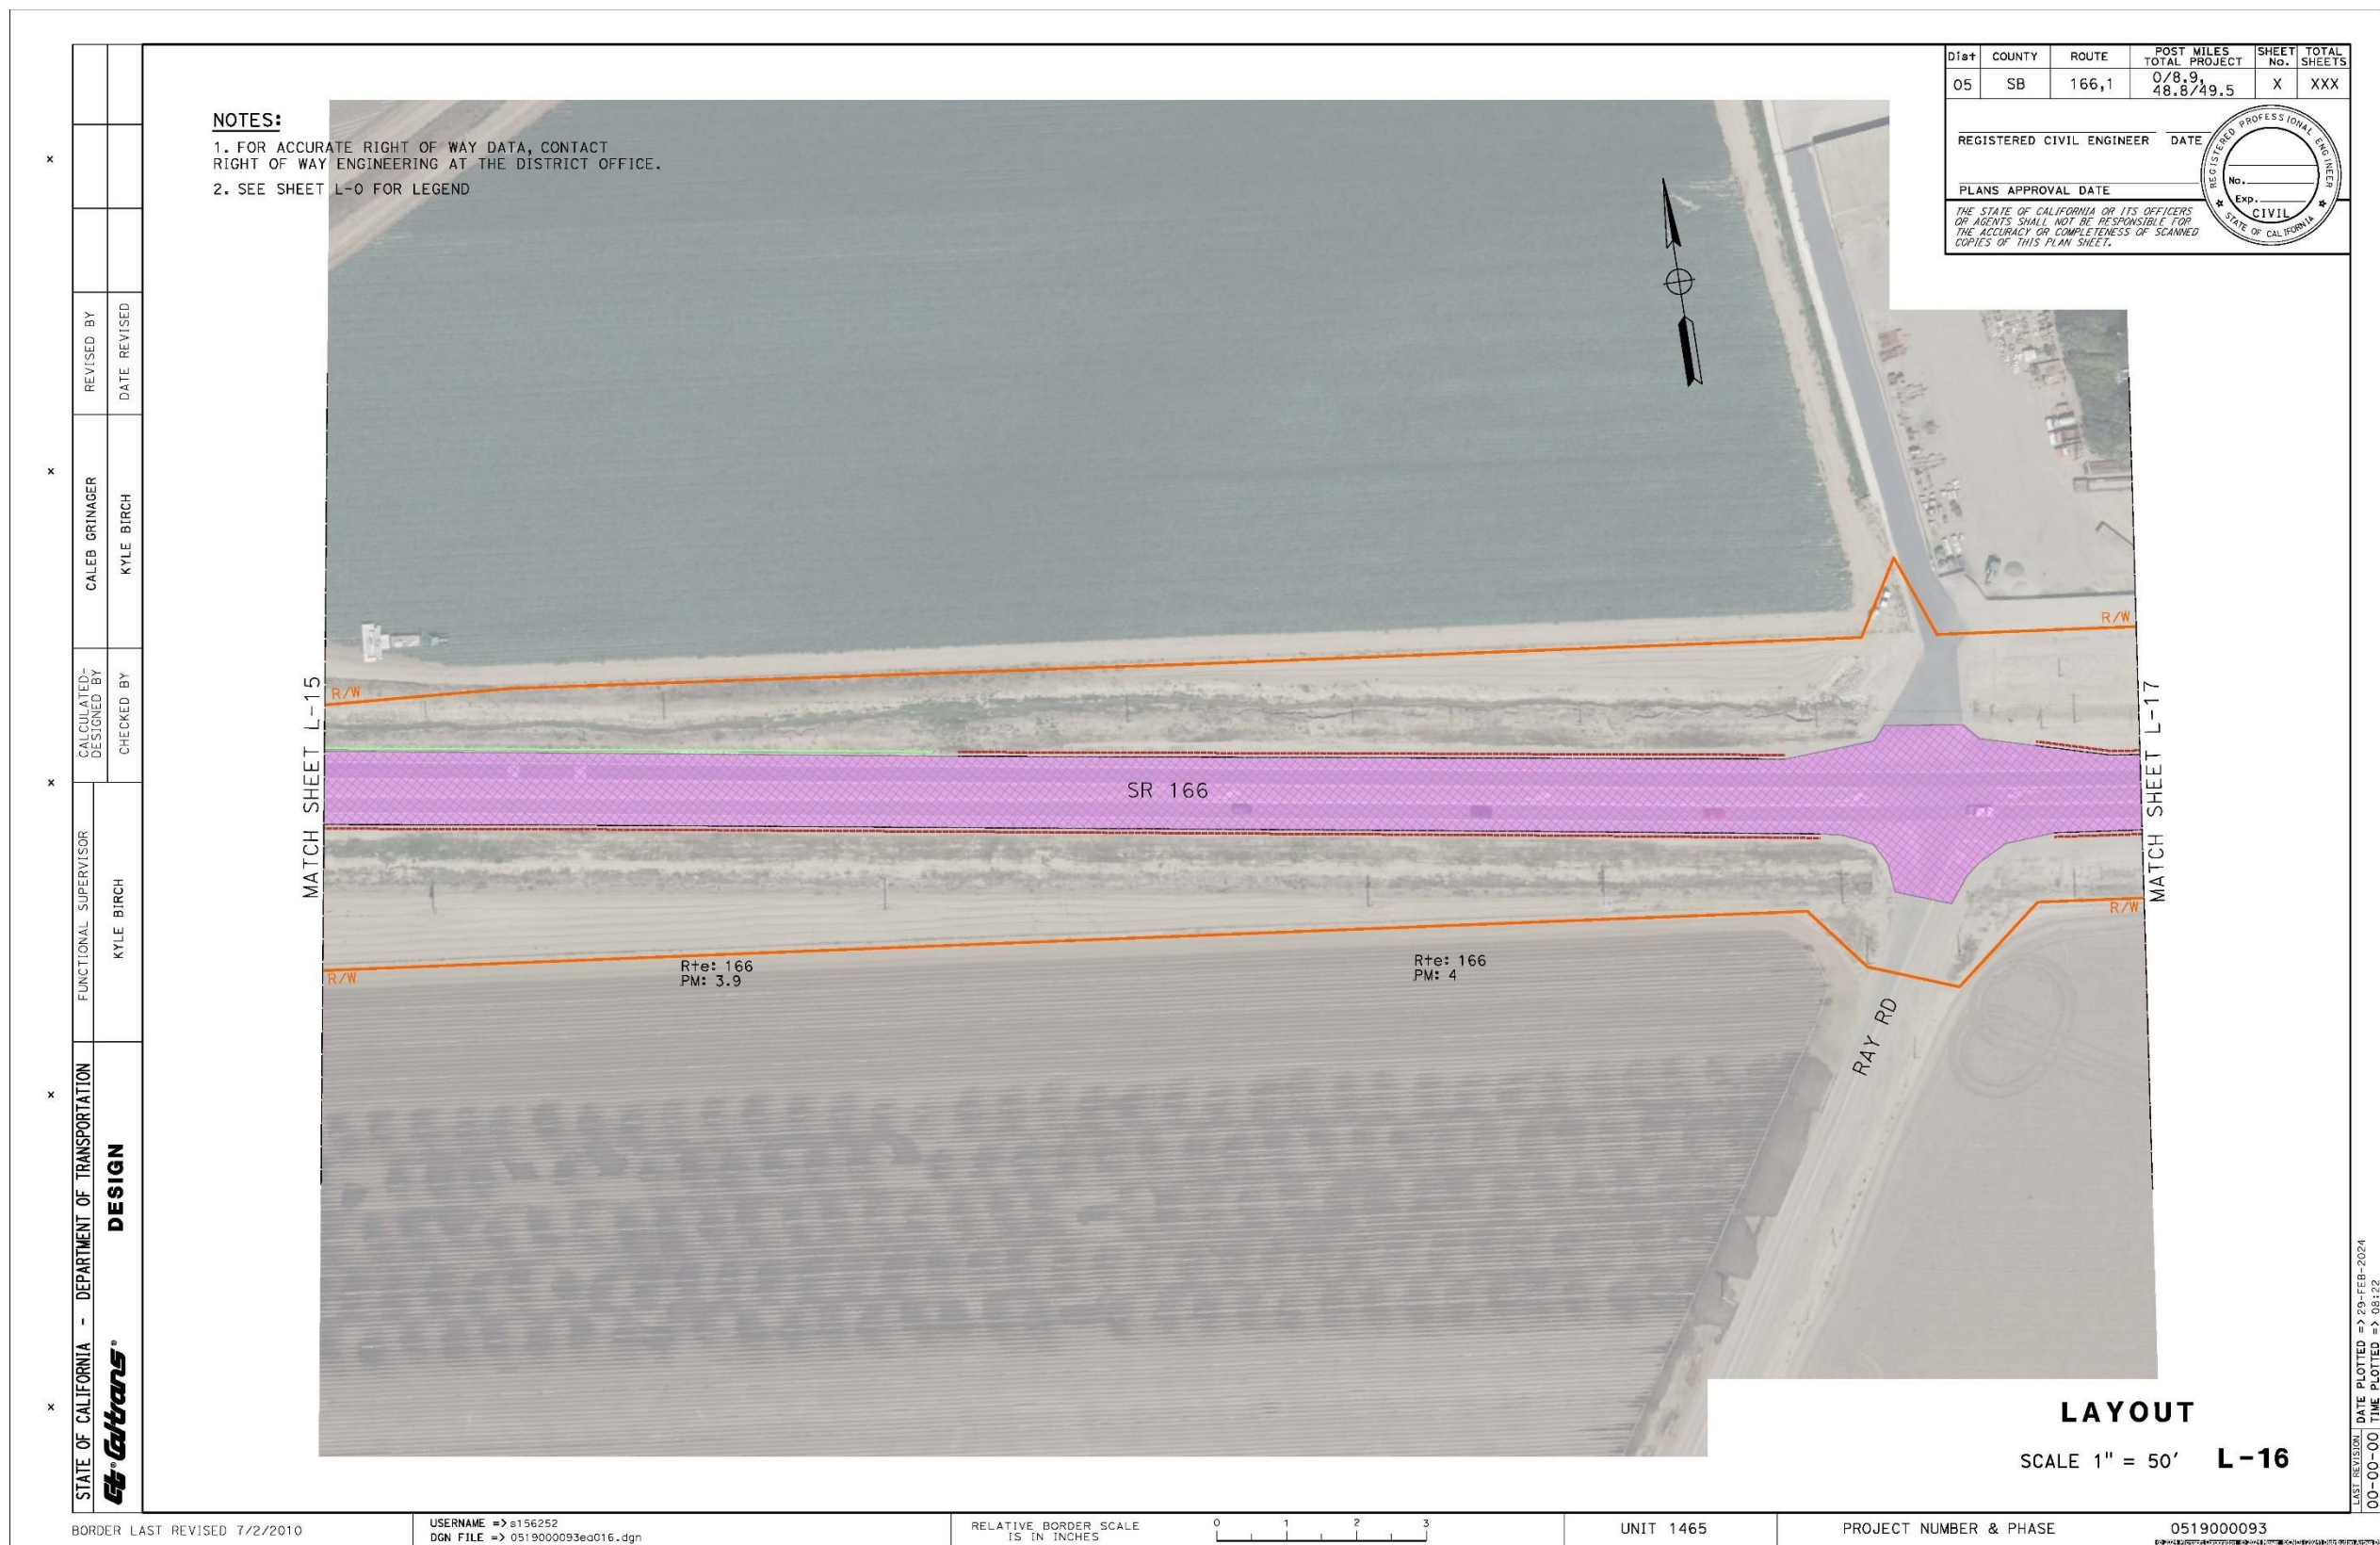 Dist COUNTY ROUTE POST MILES TOTAL PROJECT SHEET No. TOTAL SHEETS
05 SB 166,1 0/8.9, 48.8/49.5 X XXX
REGISTERED CIVIL ENGINEER DATE
PLANS APPROVAL DATE
THE STATE OF CALIFORNIA OR ITS OFFICERS
OR AGENTS SHALL NOT BE RESPONSIBLE FOR
THE ACCURACY OR COMPLETENESS OF SCANNED
COPIES OF THIS PLAN SHEET.
REGISTERED PROFESSIONAL ENGINEER
No.
Exp.
CIVIL
STATE OF CALIFORNIA
NOTES:
1. FOR ACCURATE RIGHT OF WAY DATA, CONTACT
RIGHT OF WAY ENGINEERING AT THE DISTRICT OFFICE.
2. SEE SHEET L-0 FOR LEGEND
REVISED BY
DATE REVISED
CALEB GRINAGER
KYLE BIRCH
CALCULATED-
DESIGNED BY
CHECKED BY
FUNCTIONAL SUPERVISOR
KYLE BIRCH
STATE OF CALIFORNIA - DEPARTMENT OF TRANSPORTATION
DESIGN
Caltrans
MATCH SHEET L-15
R/W
R/W
MATCH SHEET L-17
SR 166
R/W
R/W
Rte: 166
PM: 3.9
Rte: 166
PM: 4
RAY RD
LAYOUT
SCALE 1" = 50' L-16
LAST REVISION
00-00-00
DATE PLOTTED => 29-FEB-2024
TIME PLOTTED => 08:22
BORDER LAST REVISED 7/2/2010
USERNAME => s156252
DGN FILE => 0519000093ea016.dgn
RELATIVE BORDER SCALE
IS IN INCHES
0 1 2 3
UNIT 1465
PROJECT NUMBER & PHASE
0519000093